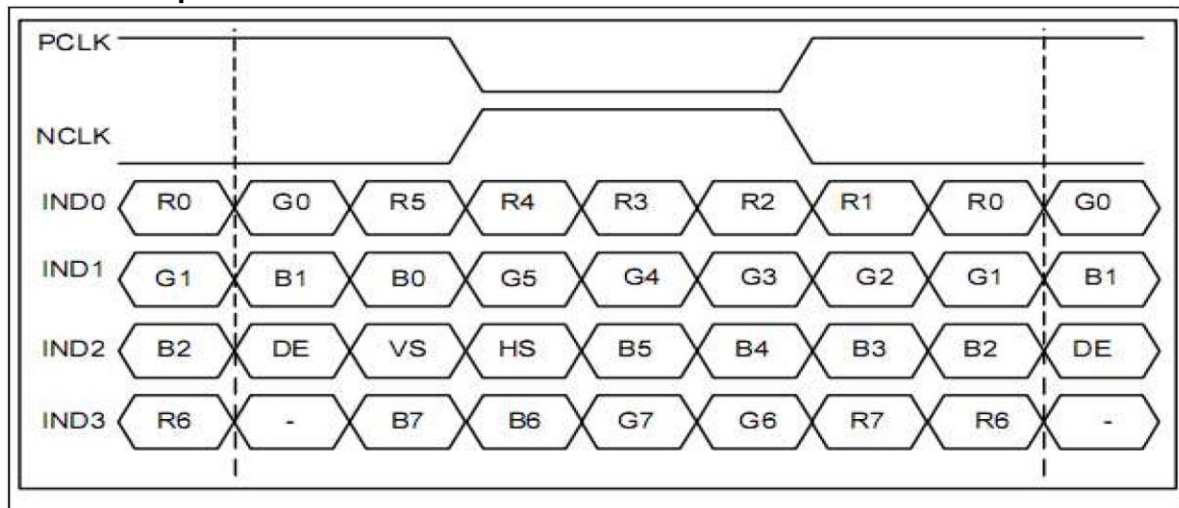 PCLK
NCLK
IND0 R0 G0 R5 R4 R3 R2 R1 R0 G0
IND1 G1 B1 B0 G5 G4 G3 G2 G1 B1
IND2 B2 DE VS HS B5 B4 B3 B2 DE
IND3 R6 - B7 B6 G7 G6 R7 R6 -